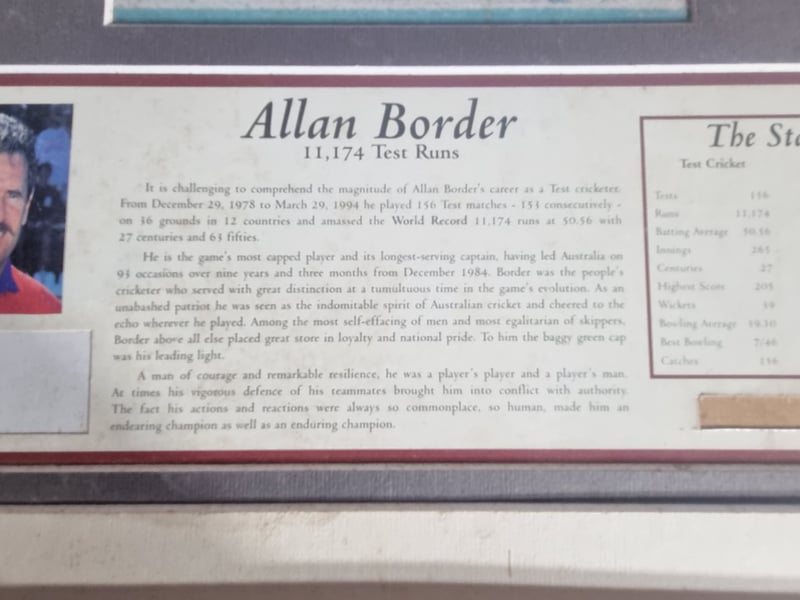 Allan Border
11,174 Test Runs
It is challenging to comprehend the magnitude of Allan Border's career as a Test cricketer.
From December 29, 1978 to March 29, 1994 he played 156 Test matches - 153 consecutively -
on 36 grounds in 12 countries and amassed the World Record 11,174 runs at 50.56 with
27 centuries and 63 fifties.
He is the game's most capped player and its longest-serving captain, having led Australia on
93 occasions over nine years and three months from December 1984. Border was the people's
cricketer who served with great distinction at a tumultuous time in the game's evolution. As an
unabashed patriot he was seen as the indomitable spirit of Australian cricket and cheered to the
echo wherever he played. Among the most self-effacing of men and most egalitarian of skippers,
Border above all else placed great store in loyalty and national pride. To him the baggy green cap
was his leading light.
A man of courage and remarkable resilience, he was a player's player and a player's man.
At times his vigorous defence of his teammates brought him into conflict with authority.
The fact his actions and reactions were always so commonplace, so human, made him an
endearing champion as well as an enduring champion.
The Sta
Test Cricket
Tests 156
Runs 11,174
Batting Average 50.56
Innings 265
Centuries 27
Highest Score 205
Wickets 39
Bowling Average 39.10
Best Bowling 7/46
Catches 156